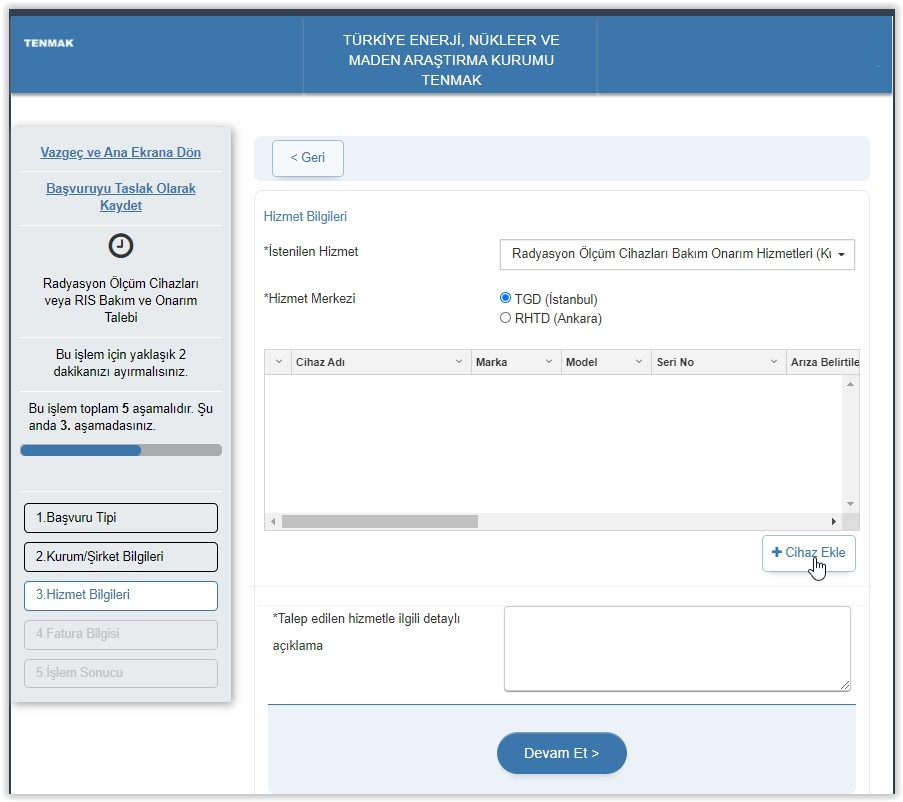 TENMAK
TÜRKİYE ENERJİ, NÜKLEER VE
MADEN ARAŞTIRMA KURUMU
TENMAK
Vazgeç ve Ana Ekrana Dön
Başvuruyu Taslak Olarak
Kaydet
Radyasyon Ölçüm Cihazları
veya RIS Bakım ve Onarım
Talebi
Bu işlem için yaklaşık 2
dakikanızı ayırmalısınız.
Bu işlem toplam 5 aşamalıdır. Şu
anda 3. aşamadasınız.
1.Başvuru Tipi
2.Kurum/Şirket Bilgileri
3.Hizmet Bilgileri
4.Fatura Bilgisi
5.İşlem Sonucu
< Geri
Hizmet Bilgileri
*İstenilen Hizmet
Radyasyon Ölçüm Cihazları Bakım Onarım Hizmetleri (Ku
*Hizmet Merkezi
TGD (İstanbul)
RHTD (Ankara)
Cihaz Adı Marka Model Seri No Arıza Belirtile
+ Cihaz Ekle
*Talep edilen hizmetle ilgili detaylı
açıklama
Devam Et >